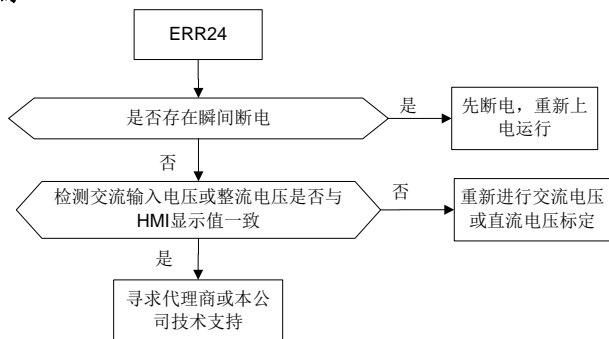 ERR24
是否存在瞬间断电
是
先断电，重新上
电运行
否
检测交流输入电压或整流电压是否与
HMI显示值一致
否
重新进行交流电压
或直流电压标定
是
寻求代理商或本公
司技术支持